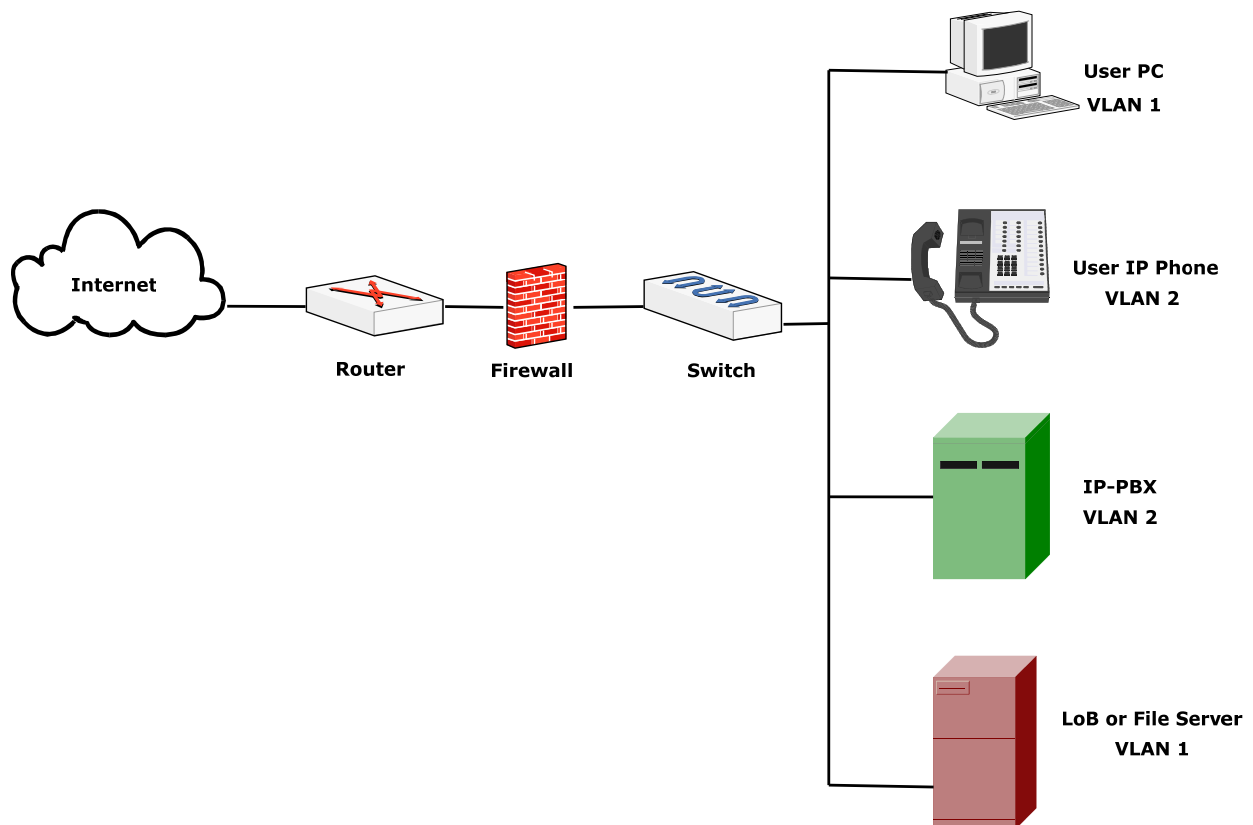 User PC
VLAN 1
User IP Phone
VLAN 2
Internet
Router
Firewall
Switch
IP-PBX
VLAN 2
LoB or File Server
VLAN 1